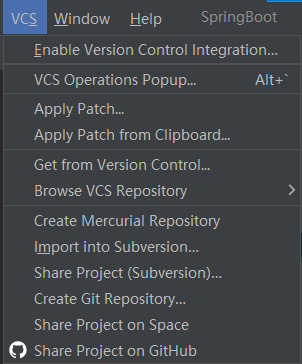 VCS Window Help SpringBoot
Enable Version Control Integration...
VCS Operations Popup... Alt+`
Apply Patch...
Apply Patch from Clipboard...
Get from Version Control...
Browse VCS Repository
Create Mercurial Repository
Import into Subversion...
Share Project (Subversion)...
Create Git Repository...
Share Project on Space
Share Project on GitHub